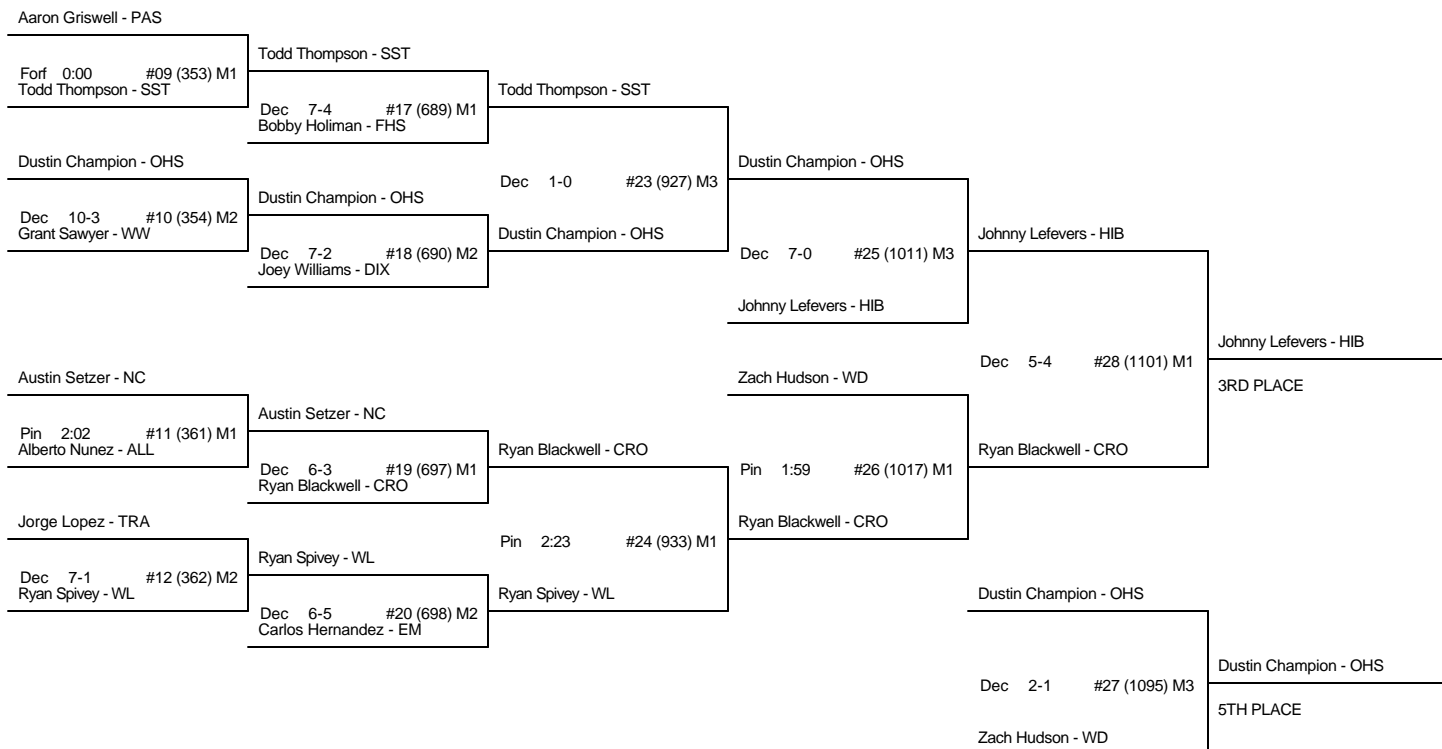 Aaron Griswell - PAS
Forf 0:00 #09 (353) M1
Todd Thompson - SST
Dustin Champion - OHS
Dec 10-3 #10 (354) M2
Grant Sawyer - WW
Austin Setzer - NC
Pin 2:02 #11 (361) M1
Alberto Nunez - ALL
Jorge Lopez - TRA
Dec 7-1 #12 (362) M2
Ryan Spivey - WL
Todd Thompson - SST
Dec 7-4 #17 (689) M1
Bobby Holiman - FHS
Dustin Champion - OHS
Dec 7-2 #18 (690) M2
Joey Williams - DIX
Austin Setzer - NC
Dec 6-3 #19 (697) M1
Ryan Blackwell - CRO
Ryan Spivey - WL
Dec 6-5 #20 (698) M2
Carlos Hernandez - EM
Todd Thompson - SST
Dec 1-0 #23 (927) M3
Dustin Champion - OHS
Ryan Blackwell - CRO
Pin 2:23 #24 (933) M1
Ryan Spivey - WL
Dustin Champion - OHS
Dec 7-0 #25 (1011) M3
Johnny Lefevers - HIB
Zach Hudson - WD
Pin 1:59 #26 (1017) M1
Ryan Blackwell - CRO
Johnny Lefevers - HIB
Dec 5-4 #28 (1101) M1
Ryan Blackwell - CRO
Dustin Champion - OHS
Dec 2-1 #27 (1095) M3
Zach Hudson - WD
Johnny Lefevers - HIB
3RD PLACE
Dustin Champion - OHS
5TH PLACE